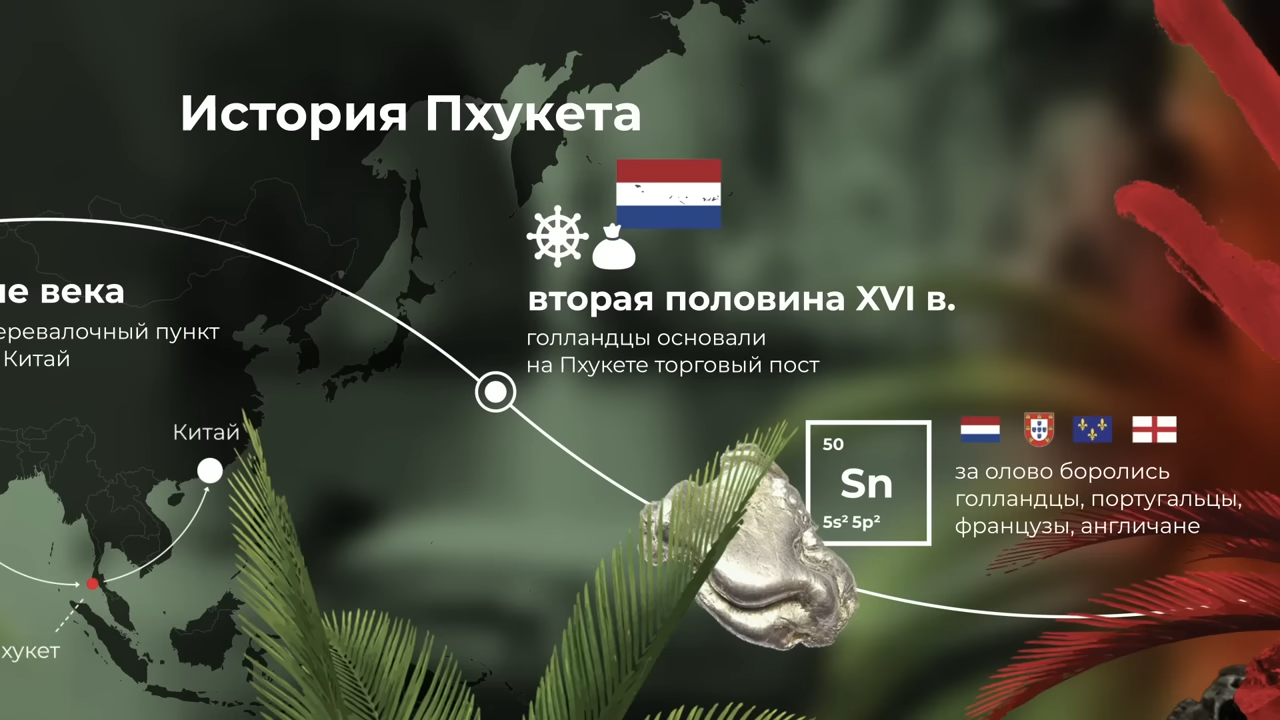 История Пхукета
ие века
еревалочный пункт
Китай
Китай
хукет
вторая половина XVI в.
голландцы основали
на Пхукете торговый пост
50
Sn
5s² 5p²
за олово боролись
голландцы, португальцы,
французы, англичане